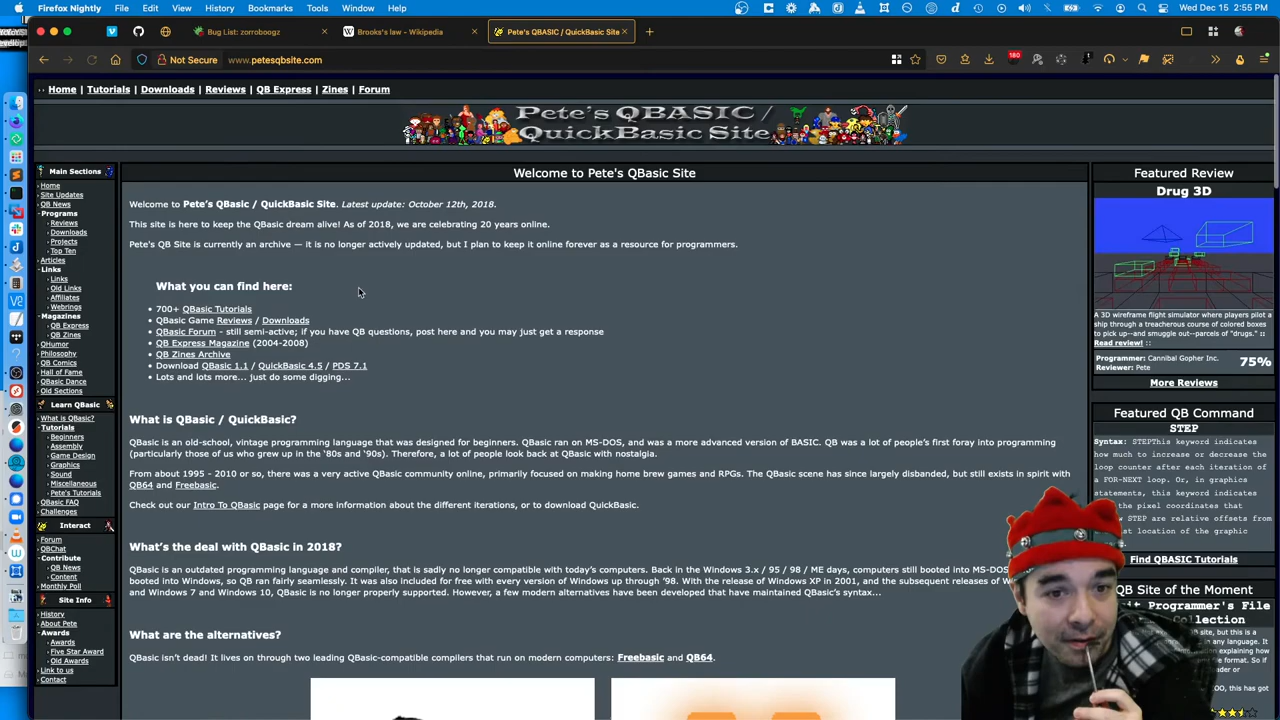 Firefox Nightly File Edit View History Bookmarks Tools Window Help
Wed Dec 15 2:55 PM
Bug List: zorroboogz
Brooks's law - Wikipedia
Pete's QBASIC / QuickBasic Site
Not Secure www.petesqbsite.com
180
Home | Tutorials | Downloads | Reviews | QB Express | Zines | Forum
Pete's QBASIC /
QuickBasic Site
Main Sections
Home
Site Updates
QB News
Programs
Reviews
Downloads
Projects
Top Ten
Articles
Links
Links
Old Links
Affiliates
Webrings
Magazines
QB Express
QB Zines
QHumor
Philosophy
QB Comics
Hall of Fame
QBasic Dance
Old Sections
Learn QBasic
What is QBasic?
Tutorials
Beginners
Assembly
Game Design
Graphics
Sound
Miscellaneous
Pete's Tutorials
QBasic FAQ
Challenges
Interact
Forum
QBChat
Contribute
QB News
Content
Monthly Poll
Site Info
History
About Pete
Awards
Awards
Five Star Award
Old Awards
Link to us
Contact
Welcome to Pete's QBasic Site
Welcome to Pete's QBasic / QuickBasic Site. Latest update: October 12th, 2018.
This site is here to keep the QBasic dream alive! As of 2018, we are celebrating 20 years online.
Pete's QB Site is currently an archive — it is no longer actively updated, but I plan to keep it online forever as a resource for programmers.
What you can find here:
• 700+ QBasic Tutorials
• QBasic Game Reviews / Downloads
• QBasic Forum - still semi-active; if you have QB questions, post here and you may just get a response
• QB Express Magazine (2004-2008)
• QB Zines Archive
• Download QBasic 1.1 / QuickBasic 4.5 / PDS 7.1
• Lots and lots more... just do some digging...
What is QBasic / QuickBasic?
QBasic is an old-school, vintage programming language that was designed for beginners. QBasic ran on MS-DOS, and was a more advanced version of BASIC. QB was a lot of people's first foray into programming
(particularly those of us who grew up in the '80s and '90s). Therefore, a lot of people look back at QBasic with nostalgia.
From about 1995 - 2010 or so, there was a very active QBasic community online, primarily focused on making home brew games and RPGs. The QBasic scene has since largely disbanded, but still exists in spirit with
QB64 and Freebasic.
Check out our Intro To QBasic page for a more information about the different iterations, or to download QuickBasic.
What's the deal with QBasic in 2018?
QBasic is an outdated programming language and compiler, that is sadly no longer compatible with today's computers. Back in the Windows 3.x / 95 / 98 / ME days, computers still booted into MS-DOS
booted into Windows, so QB ran fairly seamlessly. It was also included for free with every version of Windows up through '98. With the release of Windows XP in 2001, and the subsequent releases of
and Windows 7 and Windows 10, QBasic is no longer properly supported. However, a few modern alternatives have been developed that have maintained QBasic's syntax...
What are the alternatives?
QBasic isn't dead! It lives on through two leading QBasic-compatible compilers that run on modern computers: Freebasic and QB64.
Featured Review
Drug 3D
A 3D wireframe flight simulator where players pilot a
ship through a treacherous course of colored boxes
to pick up--and smuggle out--parcels of "drugs". ::
Read review! ::
Programmer: Cannibal Gopher Inc.
Reviewer: Pete
75%
More Reviews
Featured QB Command
STEP
Syntax: STEPThis keyword indicates
how much to increase or decrease the
loop counter after each iteration of
a FOR-NEXT loop. Or, in graphics
statements, this keyword indicates
the pixel coordinates that
STEP are relative offsets from
st location of the graphic
Find QBASIC Tutorials
QB Site of the Moment
Programmer's File